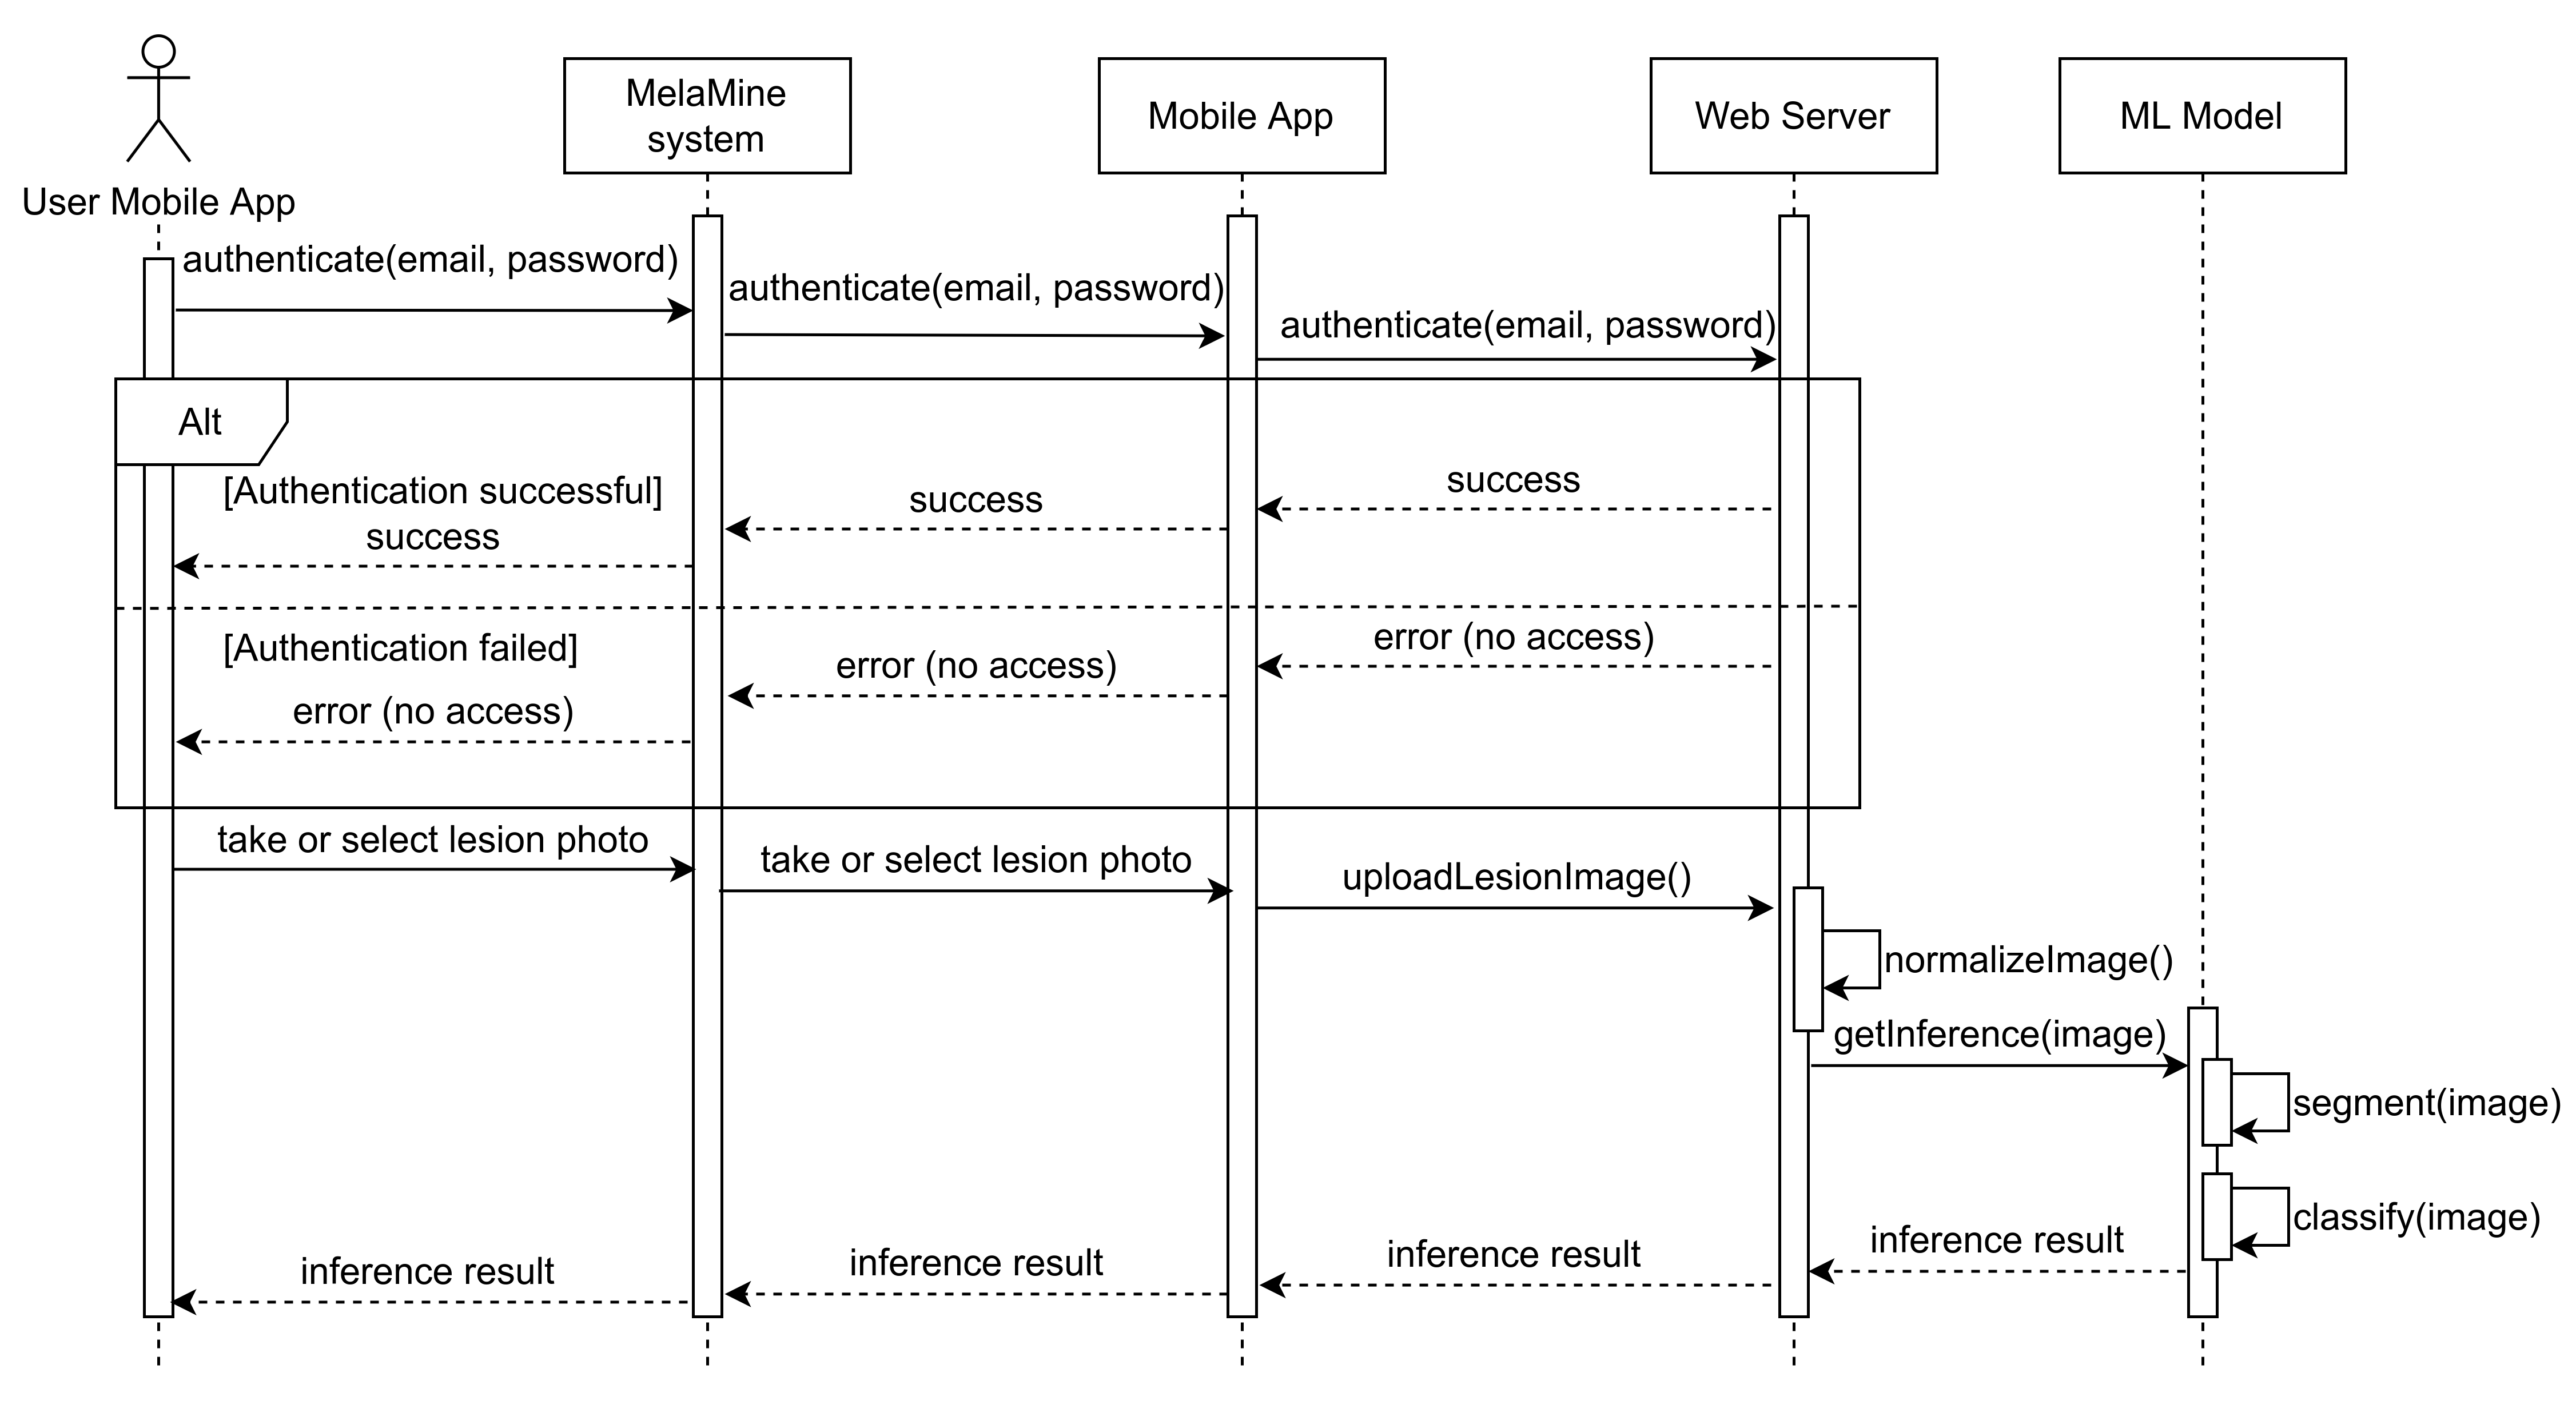 User Mobile App
MelaMine
system
Mobile App
Web Server
ML Model
authenticate(email, password)
authenticate(email, password)
authenticate(email, password)
Alt
[Authentication successful]
success
success
success
[Authentication failed]
error (no access)
error (no access)
error (no access)
take or select lesion photo
take or select lesion photo
uploadLesionImage()
normalizeImage()
getInference(image)
segment(image)
classify(image)
inference result
inference result
inference result
inference result